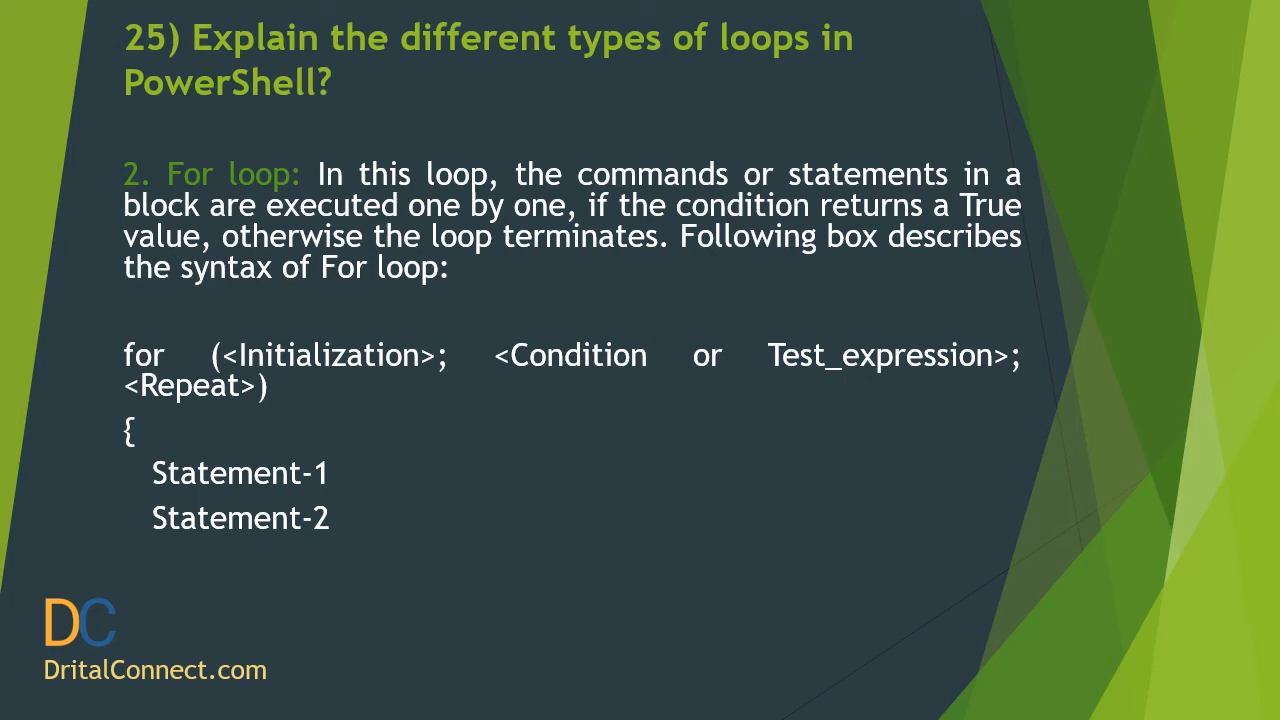 25) Explain the different types of loops in
PowerShell?
2. For loop: In this loop, the commands or statements in a
block are executed one by one, if the condition returns a True
value, otherwise the loop terminates. Following box describes
the syntax of For loop:
for (<Initialization>; <Condition or Test_expression>;
<Repeat>)
{
Statement-1
Statement-2
DC
DritalConnect.com